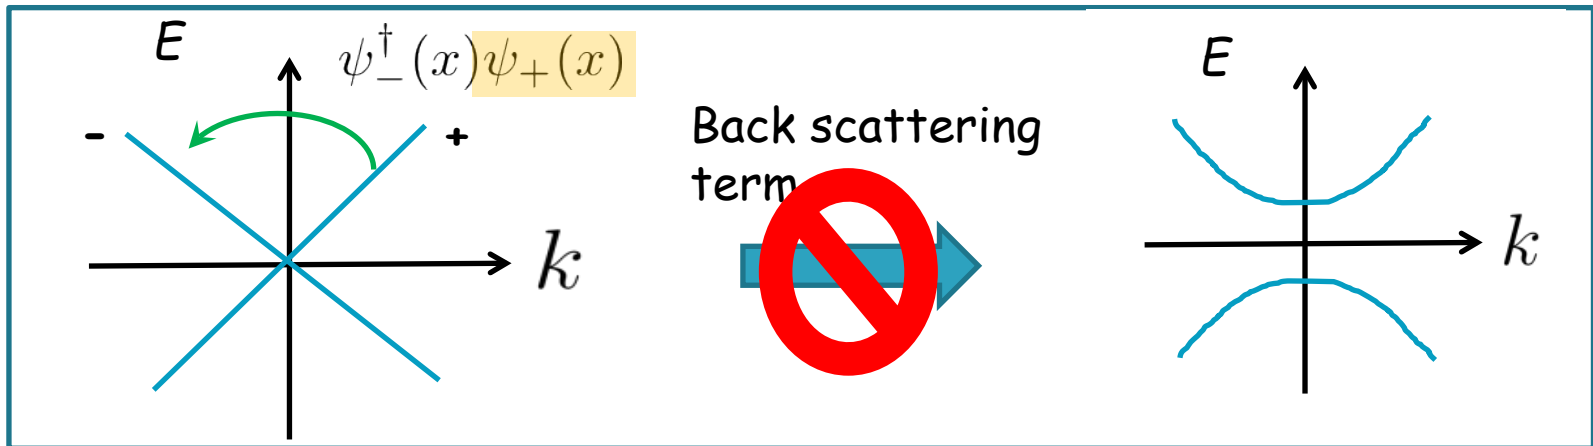 E
ψ₋†(x)ψ₊(x)
-
+
k
Back scattering
term
E
k